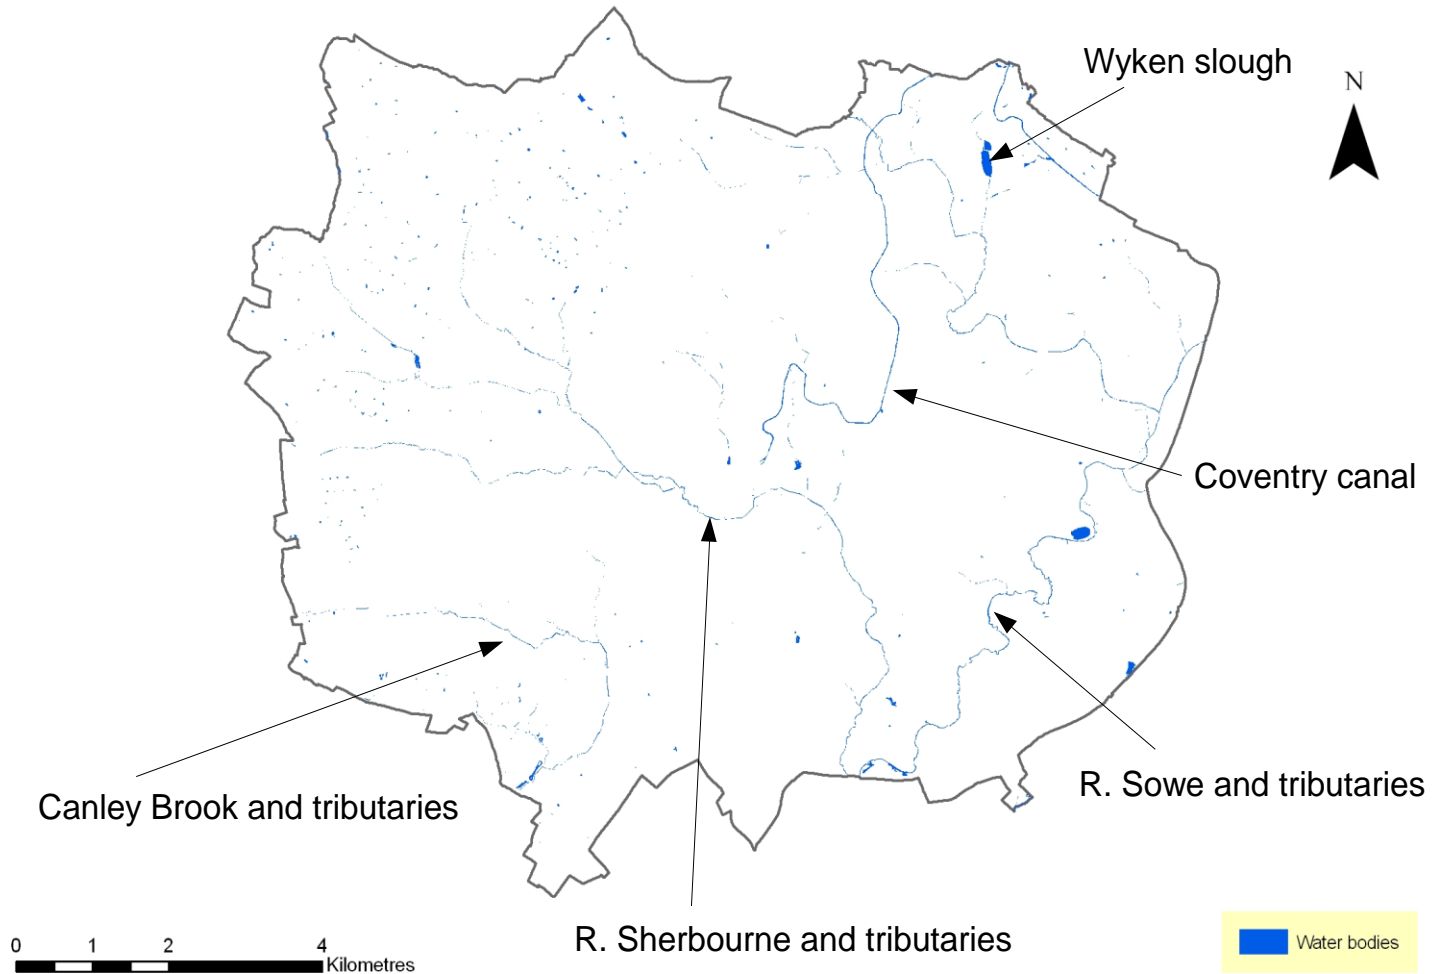 Wyken slough
N
Coventry canal
R. Sowe and tributaries
Canley Brook and tributaries
R. Sherbourne and tributaries
0 1 2 4
Kilometres
Water bodies